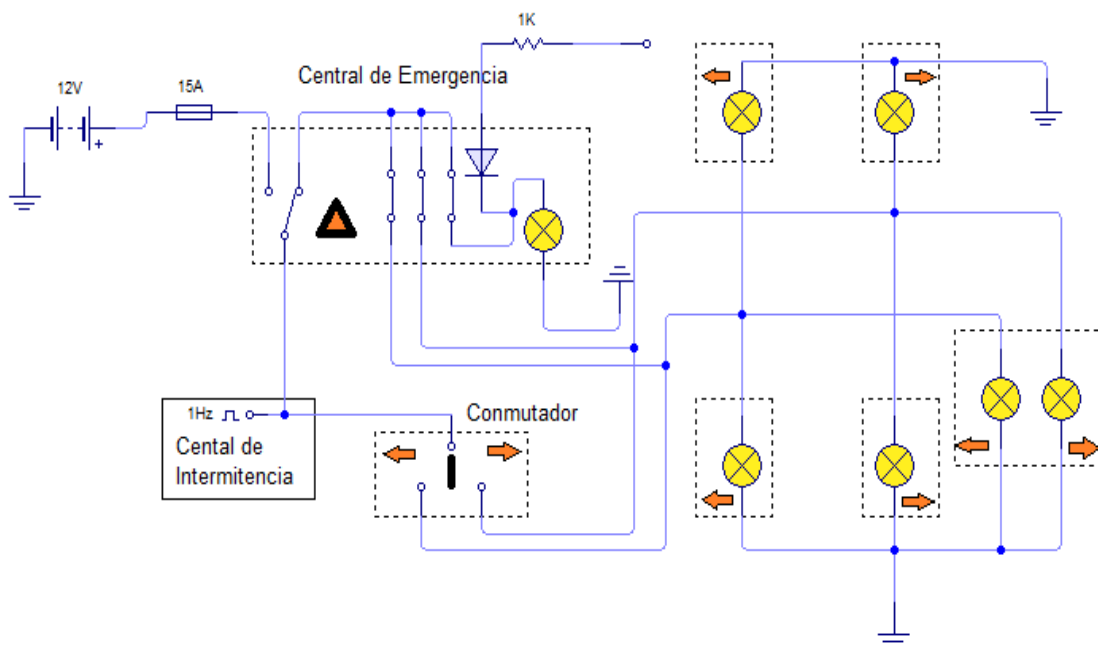 1K
Central de Emergencia
12V
15A
1Hz
Cental de
Intermitencia
Conmutador